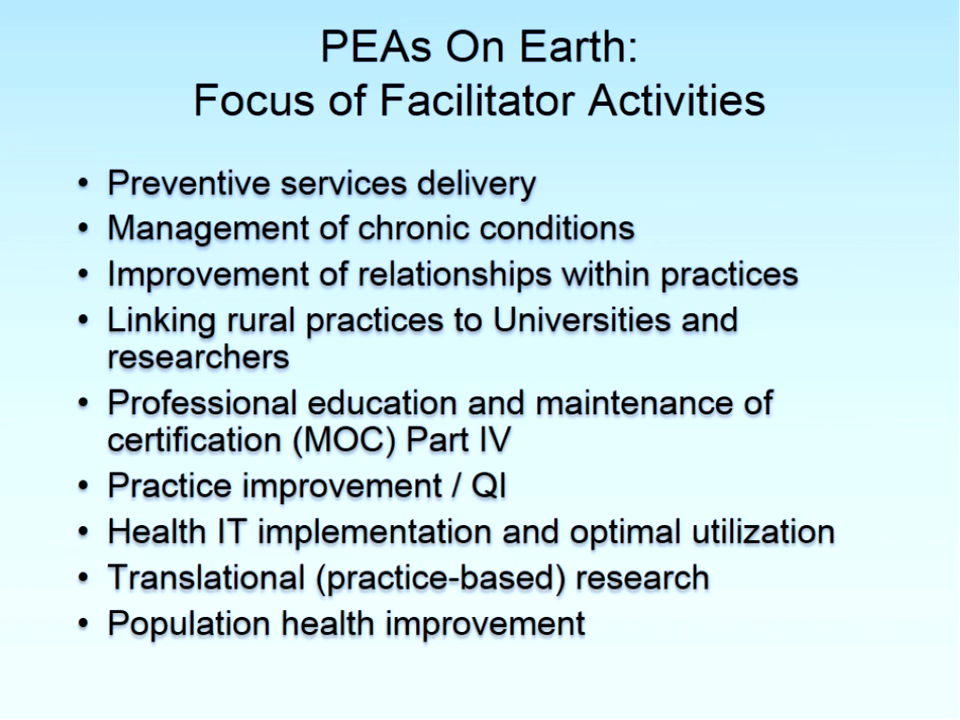 PEAs On Earth:
Focus of Facilitator Activities
• Preventive services delivery
• Management of chronic conditions
• Improvement of relationships within practices
• Linking rural practices to Universities and
researchers
• Professional education and maintenance of
certification (MOC) Part IV
• Practice improvement / QI
• Health IT implementation and optimal utilization
• Translational (practice-based) research
• Population health improvement